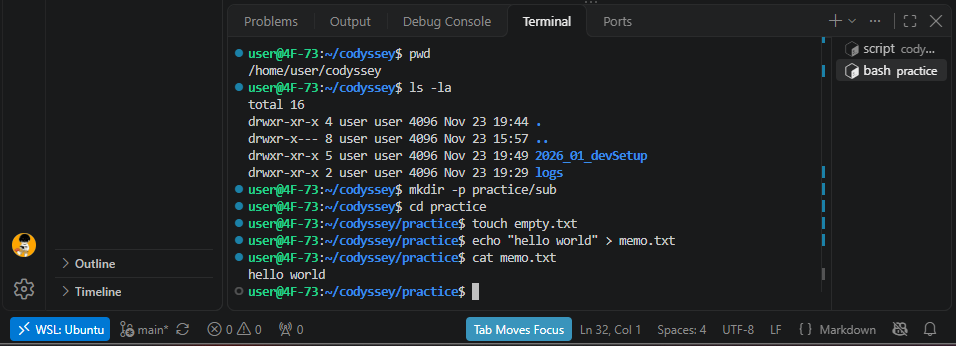 Problems Output Debug Console Terminal Ports
user@4F-73:~/codyssey$ pwd
/home/user/codyssey
user@4F-73:~/codyssey$ ls -la
total 16
drwxr-xr-x 4 user user 4096 Nov 23 19:44 .
drwxr-x--- 8 user user 4096 Nov 23 15:57 ..
drwxr-xr-x 5 user user 4096 Nov 23 19:49 2026_01_devSetup
drwxr-xr-x 2 user user 4096 Nov 23 19:29 logs
user@4F-73:~/codyssey$ mkdir -p practice/sub
user@4F-73:~/codyssey$ cd practice
user@4F-73:~/codyssey/practice$ touch empty.txt
user@4F-73:~/codyssey/practice$ echo "hello world" > memo.txt
user@4F-73:~/codyssey/practice$ cat memo.txt
hello world
user@4F-73:~/codyssey/practice$
script cody...
bash practice
Outline
Timeline
WSL: Ubuntu main* 0 0 0 Tab Moves Focus Ln 32, Col 1 Spaces: 4 UTF-8 LF { } Markdown